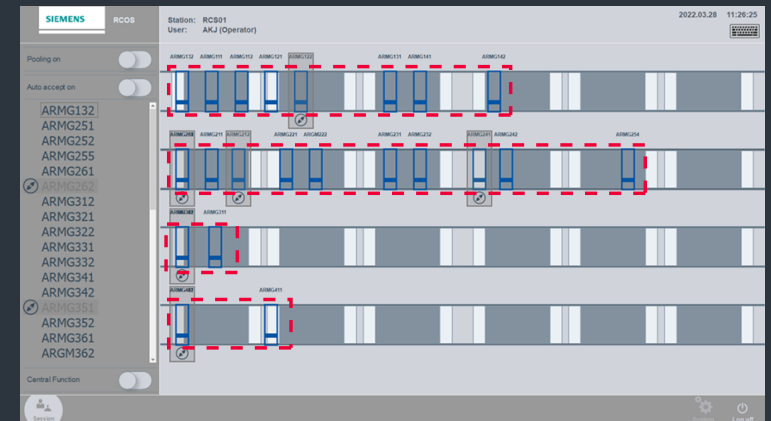 SIEMENS
RCOS
Station: RCS01
User: AKJ (Operator)
2022.03.28 11:26:25
Pooling on
Auto accept on
ARMG132
ARMG251
ARMG252
ARMG255
ARMG261
ARMG262
ARMG312
ARMG321
ARMG322
ARMG331
ARMG332
ARMG341
ARMG342
ARMG351
ARMG352
ARMG361
ARGM362
Central Function
Session
ARMG132 ARMG111 ARMG112 ARMG121 ARMG122 ARMG131 ARMG141 ARMG142
ARMG211 ARMG212 ARMG221 ARGM222 ARMG231 ARMG232 ARMG241 ARMG242 ARMG254
ARMG311
ARMG411
Log off